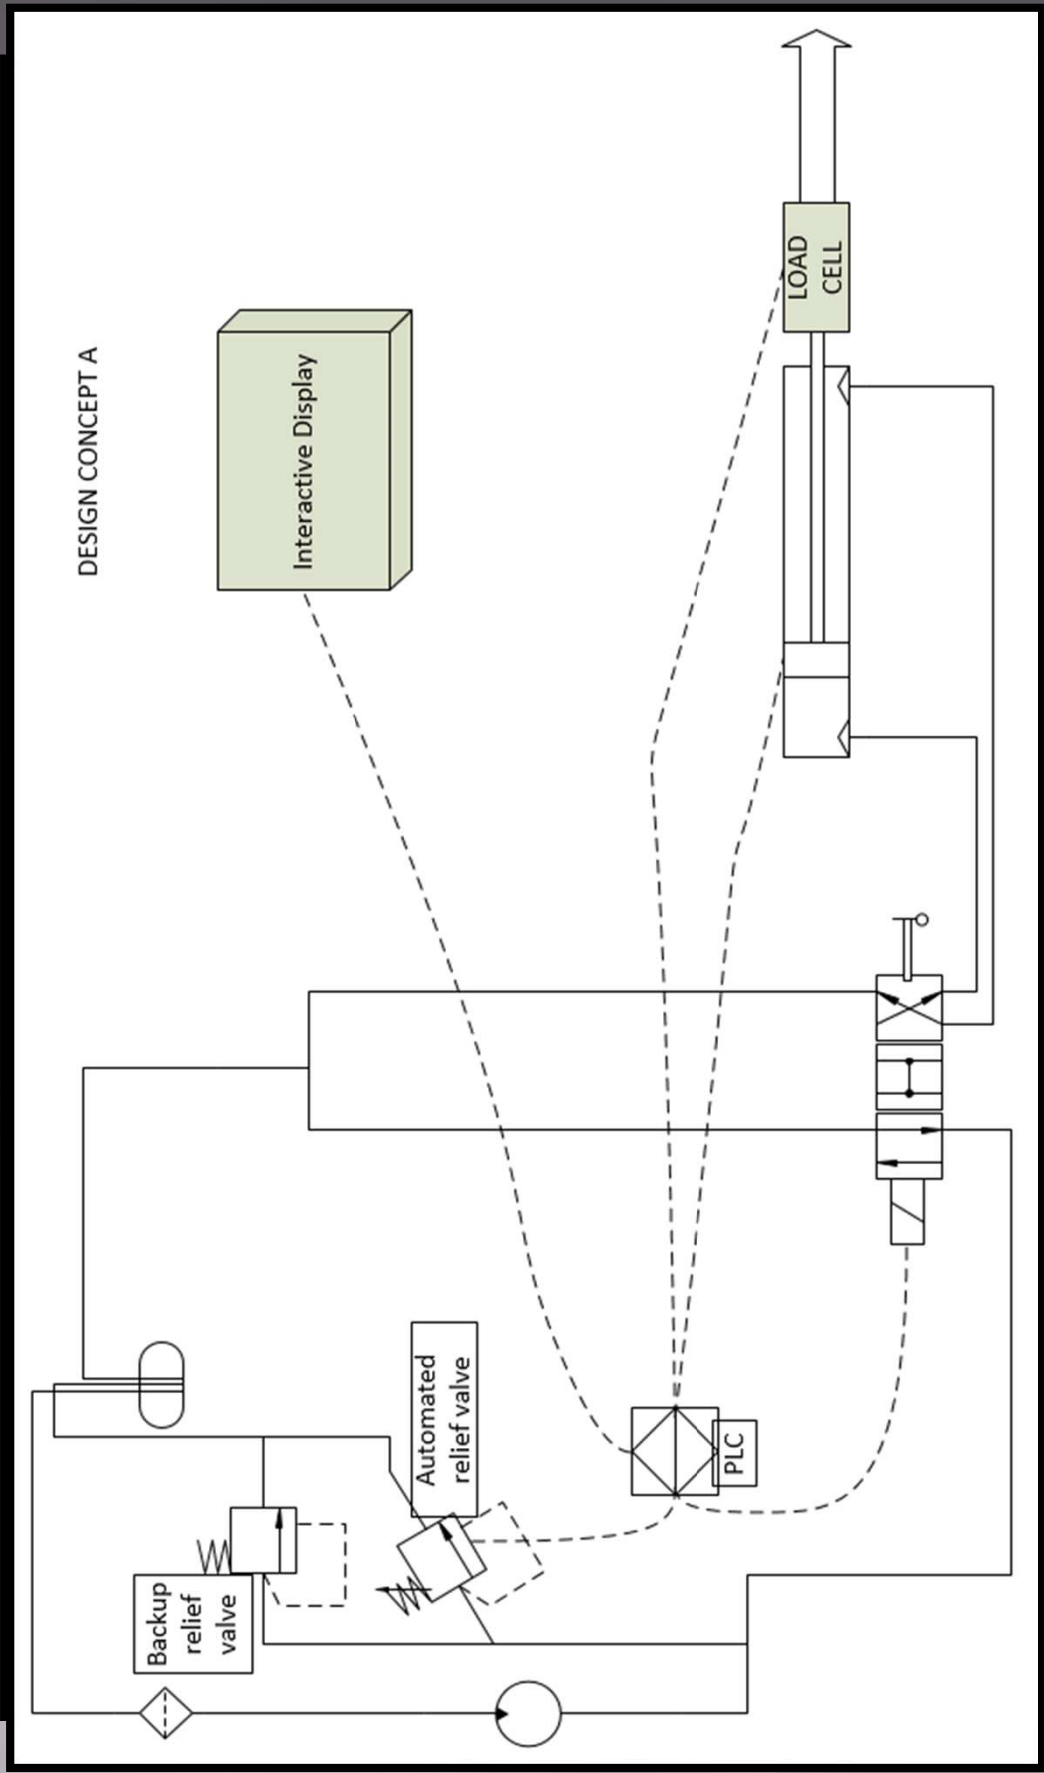 DESIGN CONCEPT A
Interactive Display
LOAD
CELL
Automated
relief valve
PLC
Backup
relief
valve